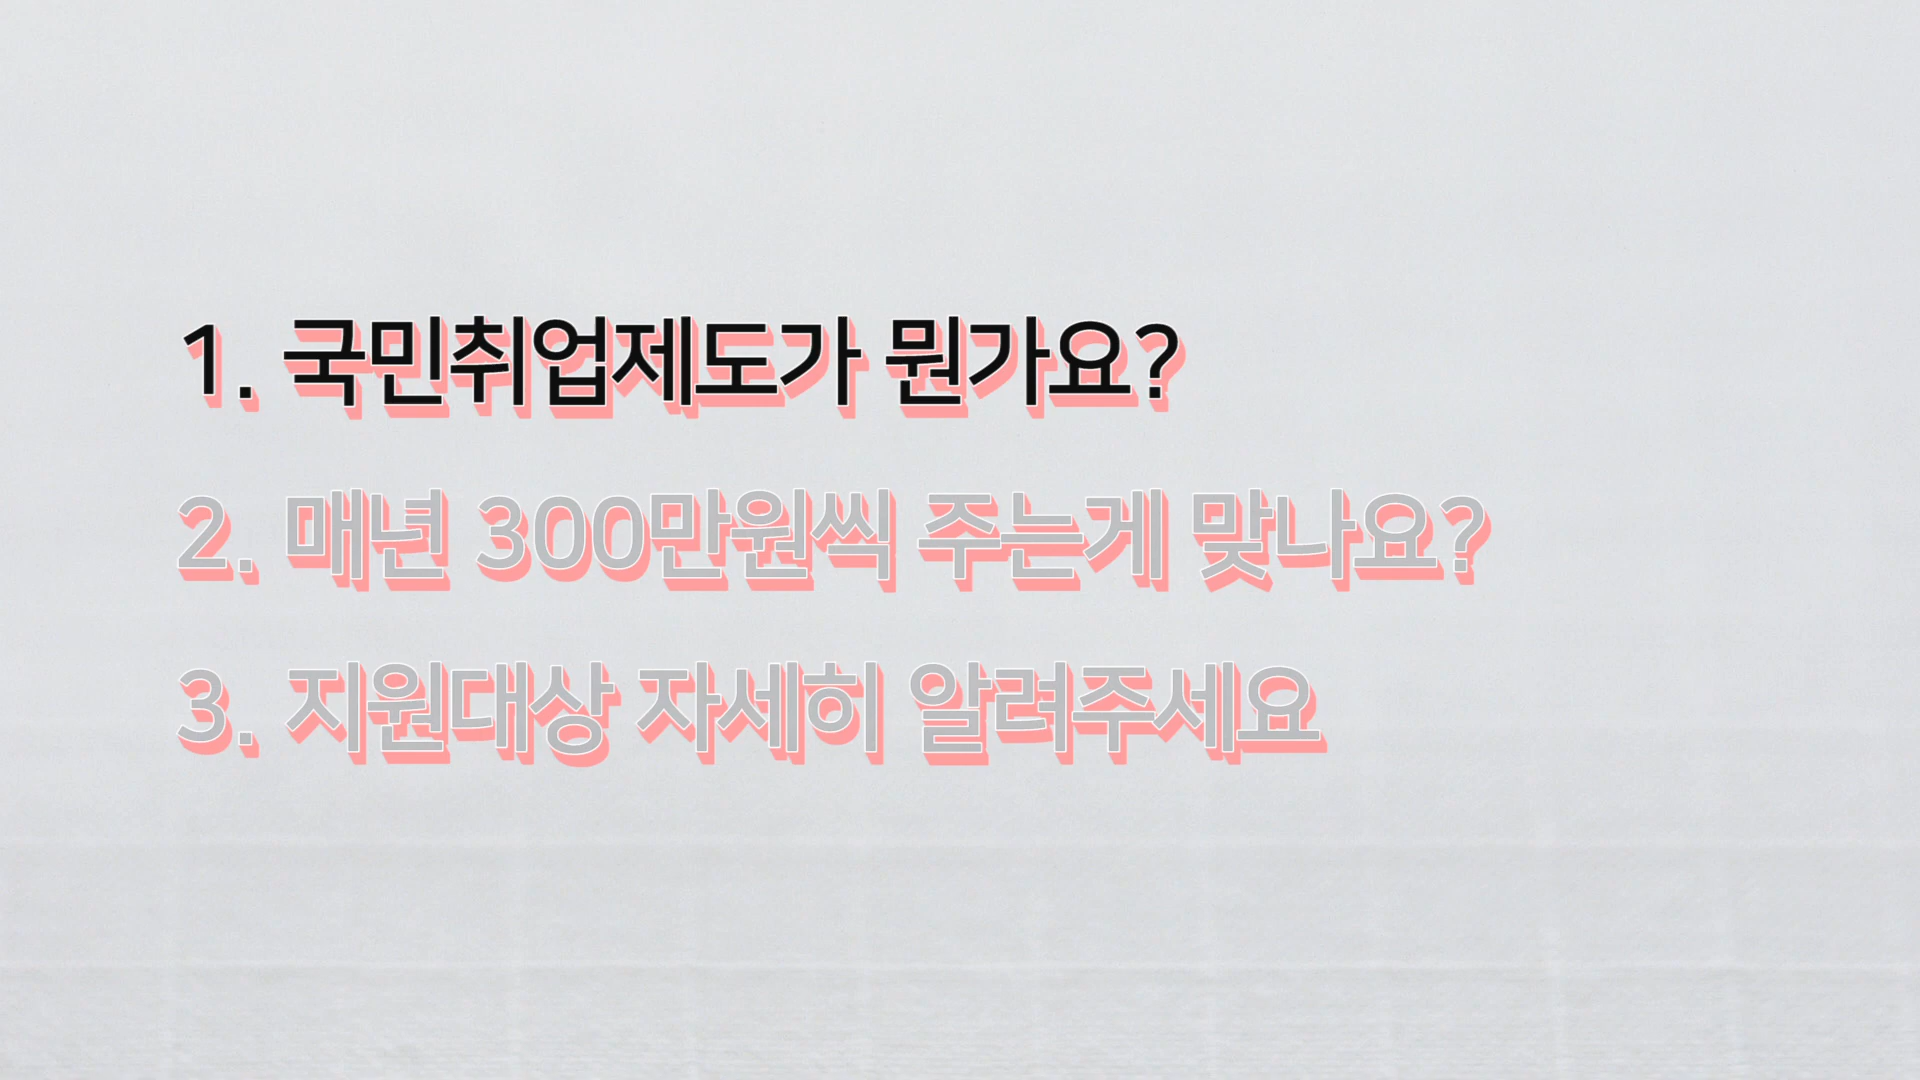 1. 국민취업제도가 뭔가요?
2. 매년 300만원씩 주는게 맞나요?
3. 지원대상 자세히 알려주세요